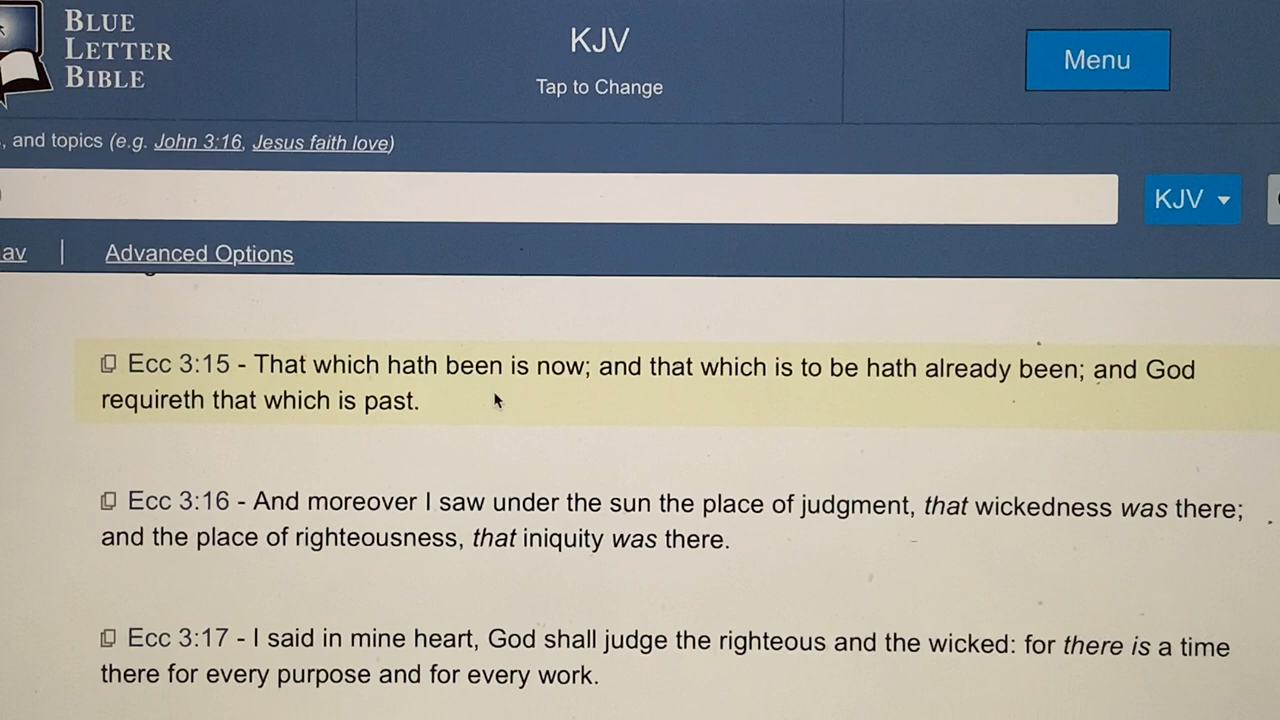 BLUE
LETTER
BIBLE
KJV
Tap to Change
Menu
, and topics (e.g. John 3:16, Jesus faith love)
KJV
av | Advanced Options
Ecc 3:15 - That which hath been is now; and that which is to be hath already been; and God
requireth that which is past.
Ecc 3:16 - And moreover I saw under the sun the place of judgment, that wickedness was there;
and the place of righteousness, that iniquity was there.
Ecc 3:17 - I said in mine heart, God shall judge the righteous and the wicked: for there is a time
there for every purpose and for every work.